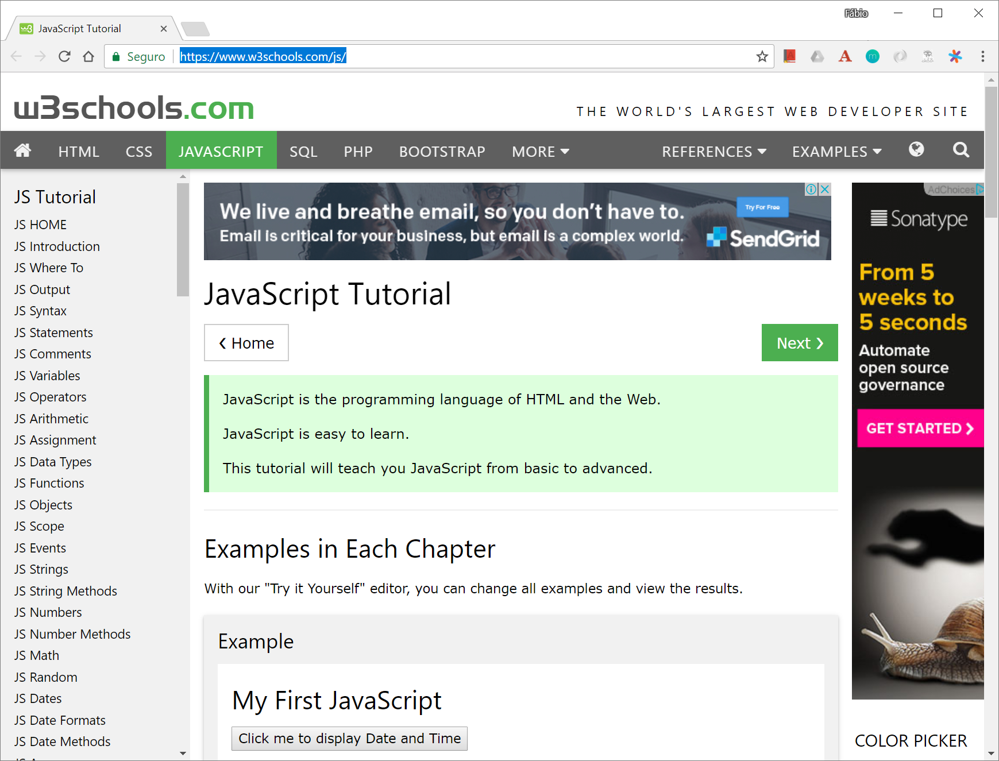 Fábio
JavaScript Tutorial
Seguro
https://www.w3schools.com/js/
w3schools.com
THE WORLD'S LARGEST WEB DEVELOPER SITE
HTML CSS JAVASCRIPT SQL PHP BOOTSTRAP MORE REFERENCES EXAMPLES
JS Tutorial
JS HOME
JS Introduction
JS Where To
JS Output
JS Syntax
JS Statements
JS Comments
JS Variables
JS Operators
JS Arithmetic
JS Assignment
JS Data Types
JS Functions
JS Objects
JS Scope
JS Events
JS Strings
JS String Methods
JS Numbers
JS Number Methods
JS Math
JS Random
JS Dates
JS Date Formats
JS Date Methods
We live and breathe email, so you don't have to.
Email is critical for your business, but email is a complex world.
Try For Free
SendGrid
JavaScript Tutorial
❮ Home
Next ❯
JavaScript is the programming language of HTML and the Web.
JavaScript is easy to learn.
This tutorial will teach you JavaScript from basic to advanced.
Examples in Each Chapter
With our "Try it Yourself" editor, you can change all examples and view the results.
Example
My First JavaScript
Click me to display Date and Time
AdChoices
Sonatype
From 5
weeks to
5 seconds
Automate
open source
governance
GET STARTED ❯
COLOR PICKER